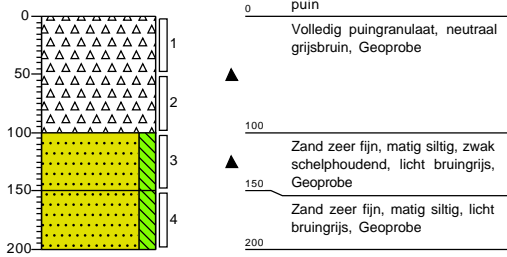 0
50
100
150
200
1
2
3
4
0
puin
Volledig puingranulaat, neutraal
grijsbruin, Geoprobe
100
Zand zeer fijn, matig siltig, zwak
schelphoudend, licht bruingrijs,
Geoprobe
150
Zand zeer fijn, matig siltig, licht
bruingrijs, Geoprobe
200